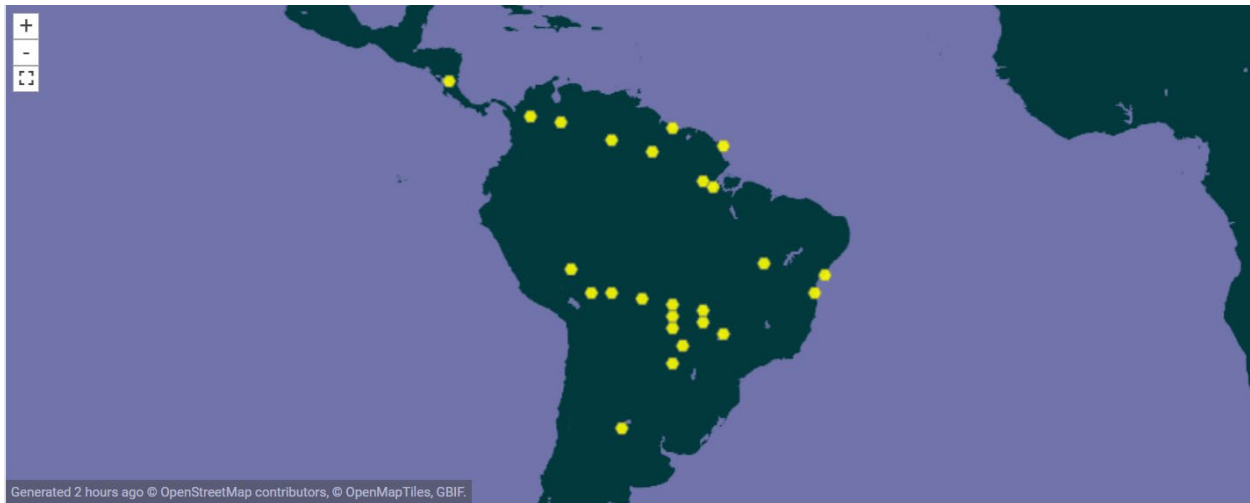 +
-
Generated 2 hours ago © OpenStreetMap contributors, © OpenMapTiles, GBIF.